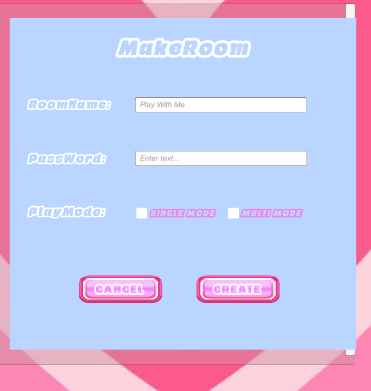 MakeRoom
RoomName: Play With Me
PassWord: Enter text...
PlayMode: SINGLE MODE MULTI MODE
CANCEL CREATE